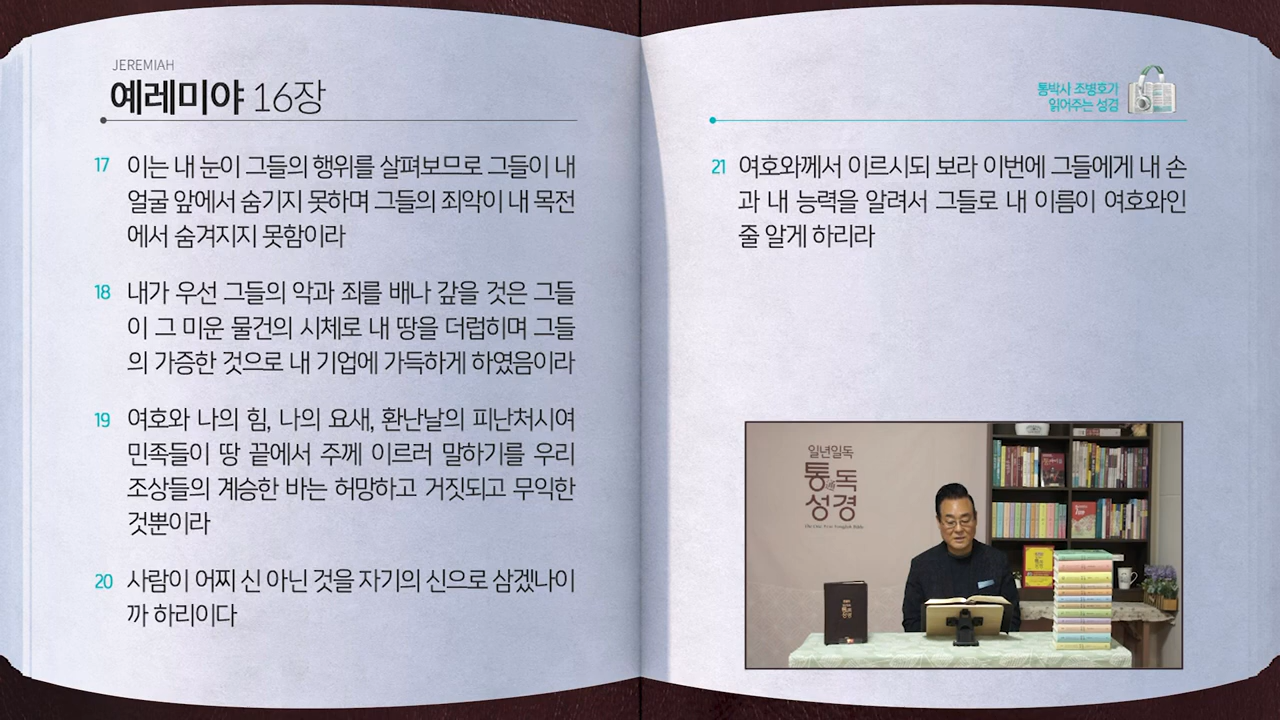 JEREMIAH
예레미야 16장
17 이는 내 눈이 그들의 행위를 살펴보므로 그들이 내
얼굴 앞에서 숨기지 못하며 그들의 죄악이 내 목전
에서 숨겨지지 못함이라
18 내가 우선 그들의 악과 죄를 배나 갚을 것은 그들
이 그 미운 물건의 시체로 내 땅을 더럽히며 그들
의 가증한 것으로 내 기업에 가득하게 하였음이라
19 여호와 나의 힘, 나의 요새, 환난날의 피난처시여
민족들이 땅 끝에서 주께 이르러 말하기를 우리
조상들의 계승한 바는 허망하고 거짓되고 무익한
것뿐이라
20 사람이 어찌 신 아닌 것을 자기의 신으로 삼겠나이
까 하리이다
통박사 조병호가
읽어주는 성경
21 여호와께서 이르시되 보라 이번에 그들에게 내 손
과 내 능력을 알려서 그들로 내 이름이 여호와인
줄 알게 하리라
일년일독
통독
성경